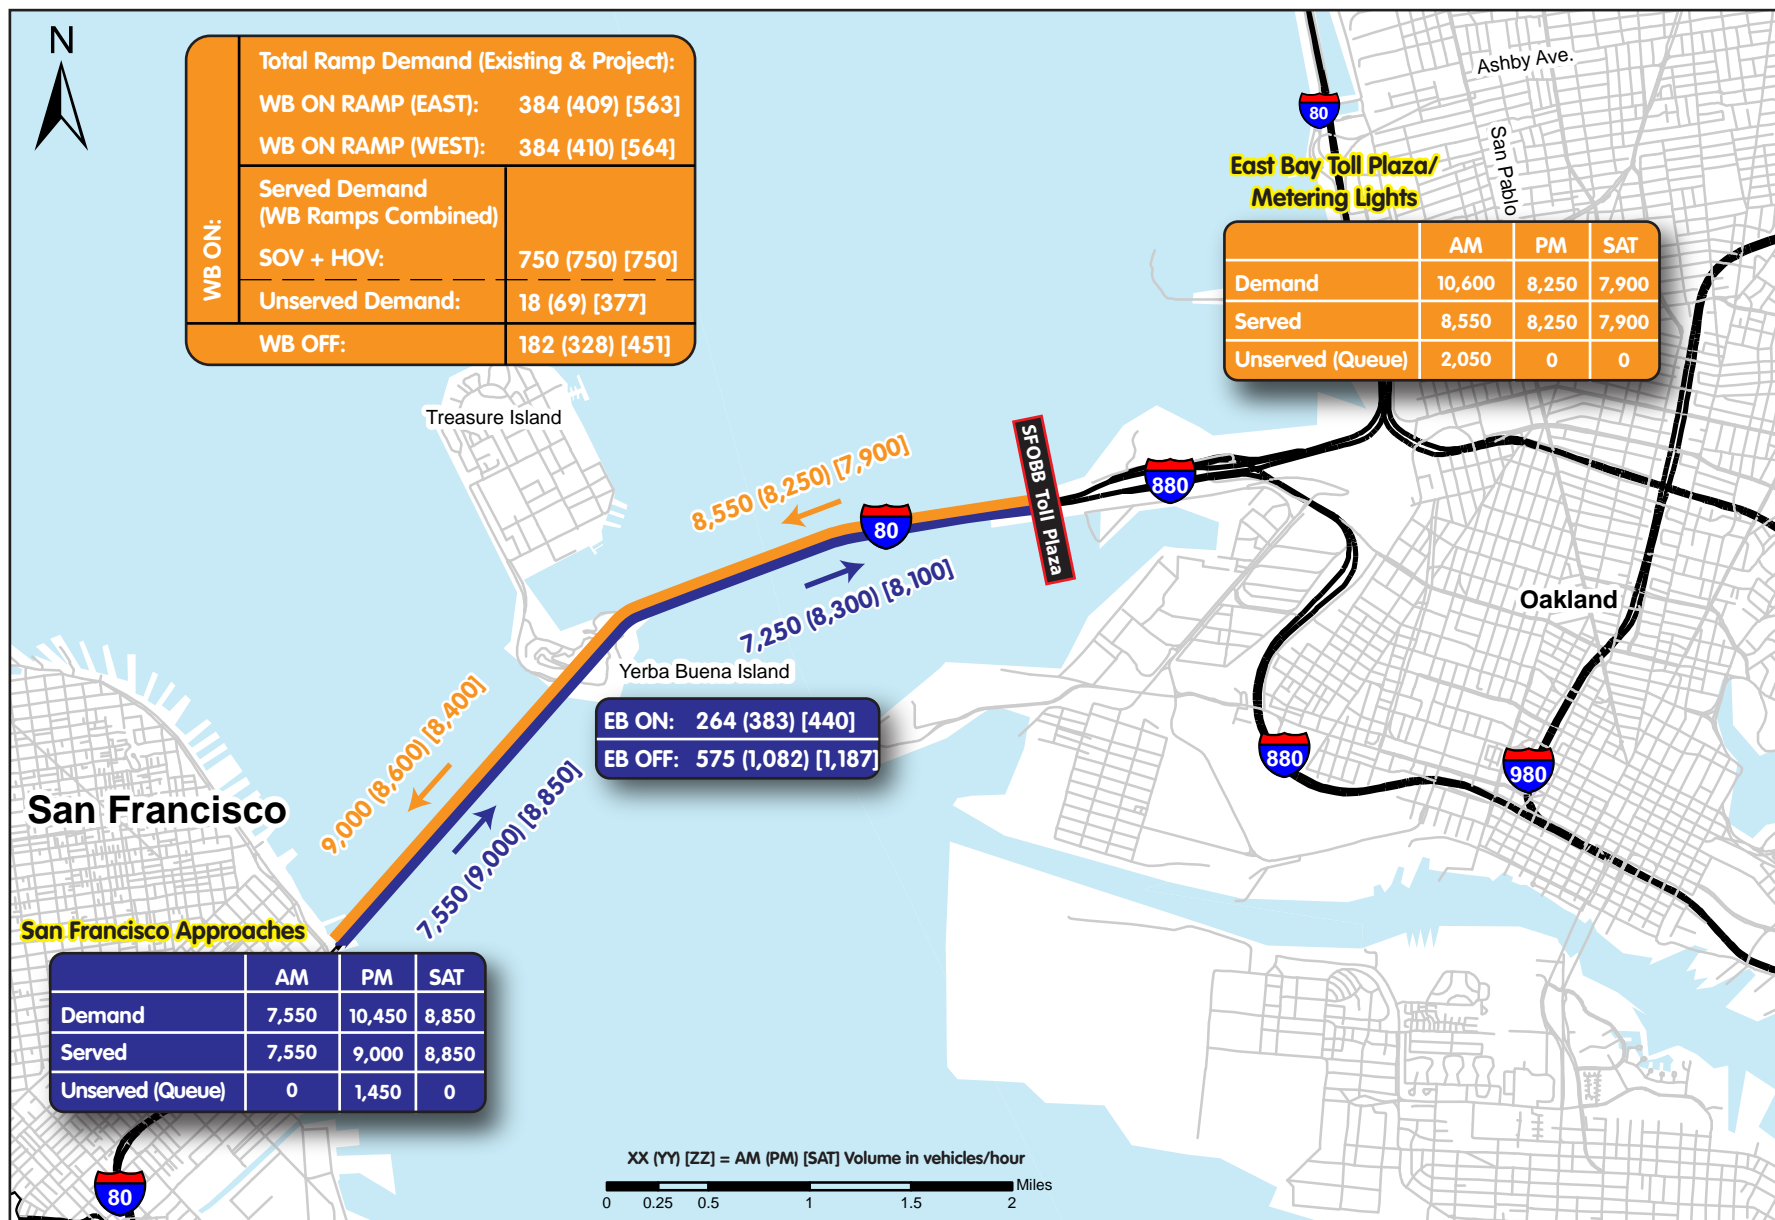 N
Total Ramp Demand (Existing & Project):
WB ON RAMP (EAST): 384 (409) [563]
WB ON RAMP (WEST): 384 (410) [564]
WB ON:
Served Demand
(WB Ramps Combined)
SOV + HOV: 750 (750) [750]
Unserved Demand: 18 (69) [377]
WB OFF: 182 (328) [451]
Ashby Ave.
80
San Pablo
East Bay Toll Plaza/
Metering Lights
AM PM SAT
Demand 10,600 8,250 7,900
Served 8,550 8,250 7,900
Unserved (Queue) 2,050 0 0
Treasure Island
8,550 (8,250) [7,900]
80
SFOBB Toll Plaza
880
7,250 (8,300) [8,100]
Oakland
Yerba Buena Island
EB ON: 264 (383) [440]
EB OFF: 575 (1,082) [1,187]
880
980
9,000 (8,600) [8,400]
7,550 (9,000) [8,850]
San Francisco
San Francisco Approaches
AM PM SAT
Demand 7,550 10,450 8,850
Served 7,550 9,000 8,850
Unserved (Queue) 0 1,450 0
80
XX (YY) [ZZ] = AM (PM) [SAT] Volume in vehicles/hour
Miles
0 0.25 0.5 1 1.5 2